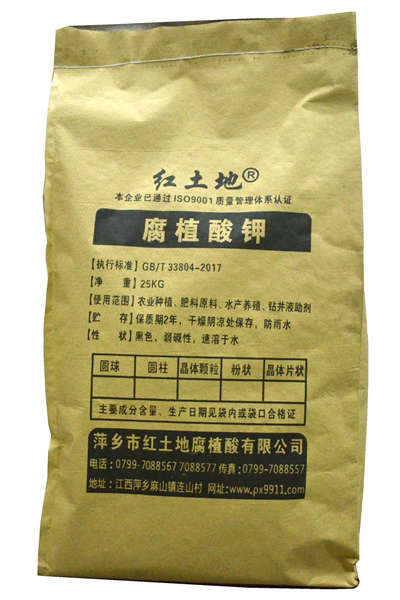 红土地®
本企业已通过ISO9001质量管理体系认证
腐植酸钾
【执行标准】GB/T 33804-2017
【净 重】25KG
【使用范围】农业种植、肥料原料、水产养殖、钻井液助剂
【贮 存】保质期2年，干燥阴凉处保存，防雨水
【性 状】黑色，弱碱性，速溶于水
圆球 圆柱 晶体颗粒 粉状 晶体片状
主要成分含量、生产日期见袋内或袋口合格证
萍乡市红土地腐植酸有限公司
电话：0799-7088567 7088577 传真：0799-7088557
地址：江西萍乡麻山镇连山村 网址：www.px9911.com